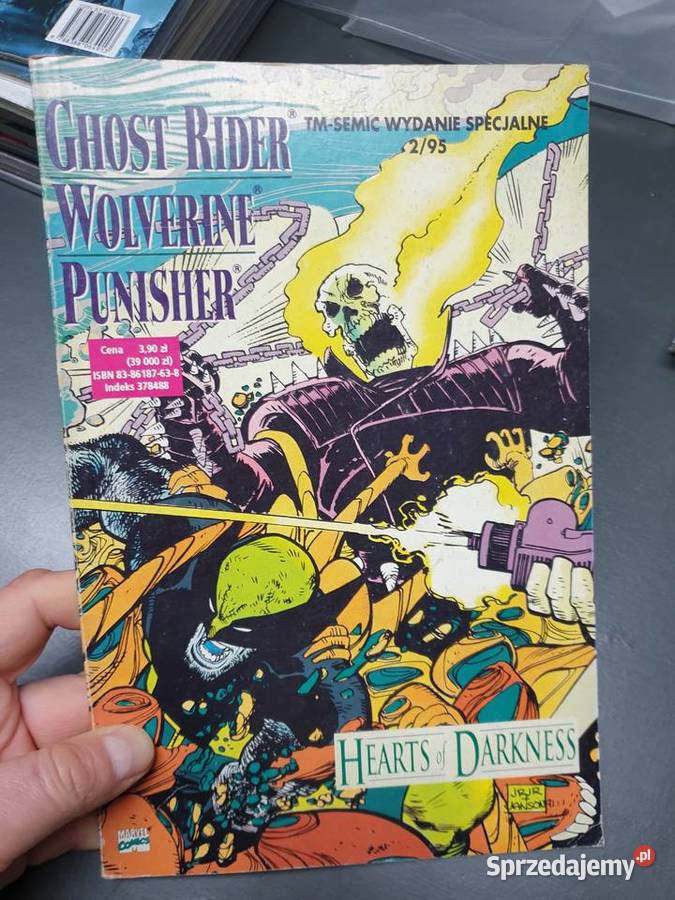 GHOST RIDER®
WOLVERINE®
PUNISHER®
TM-SEMIC WYDANIE SPECJALNE
2/95
Cena 3,90 zł
(39 000 zł)
ISBN 83-86187-63-8
Indeks 378488
HEARTS of DARKNESS
JRJR
+
JANSON
MARVEL
COMICS
Sprzedajemy.pl